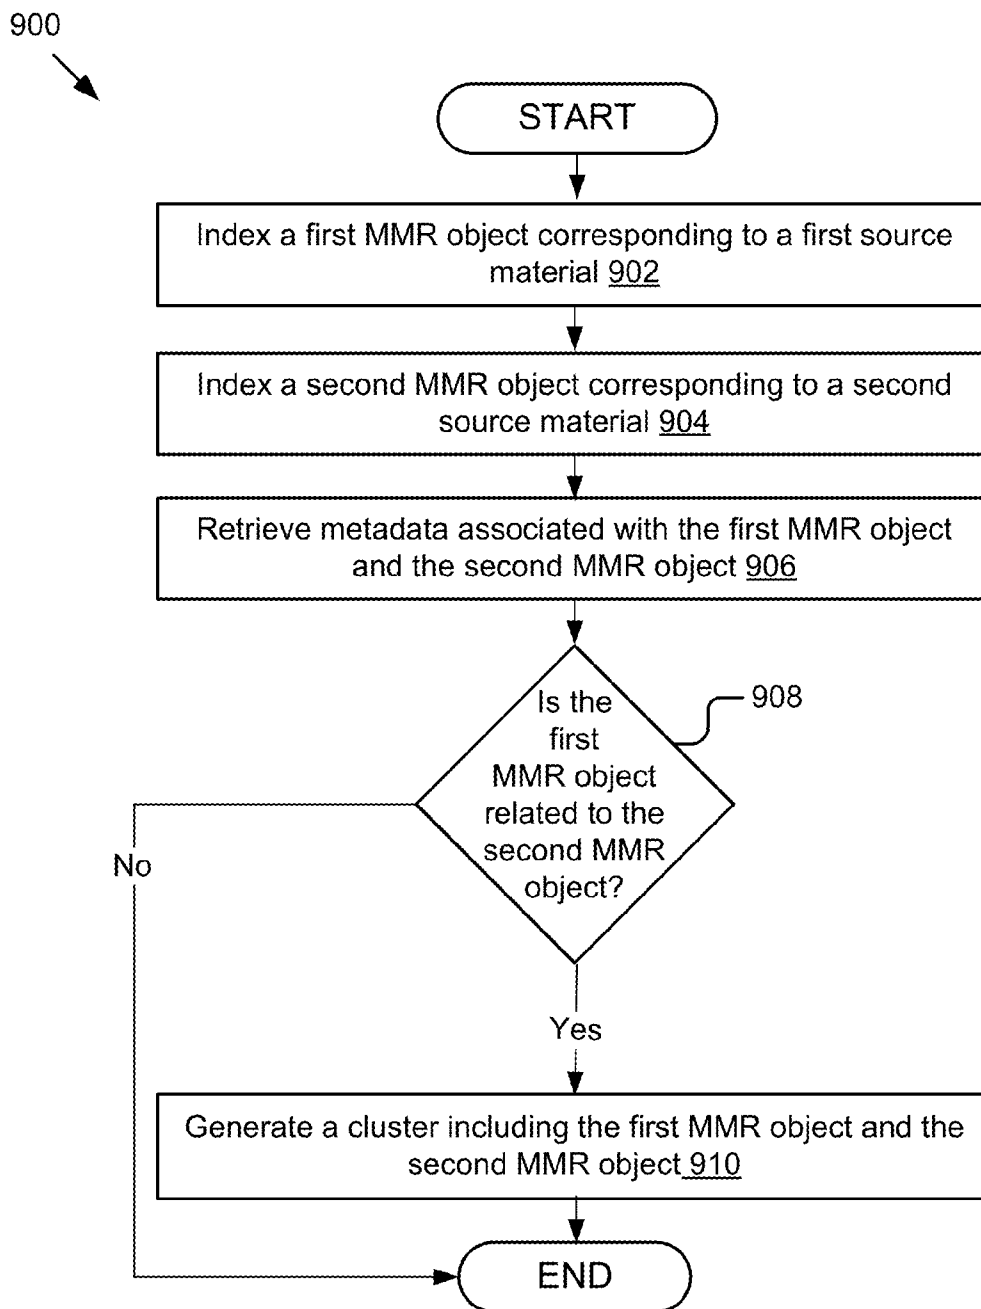 900
START
Index a first MMR object corresponding to a first source
material 902
Index a second MMR object corresponding to a second
source material 904
Retrieve metadata associated with the first MMR object
and the second MMR object 906
Is the
first
MMR object
related to the
second MMR
object?
908
No
Yes
Generate a cluster including the first MMR object and the
second MMR object 910
END